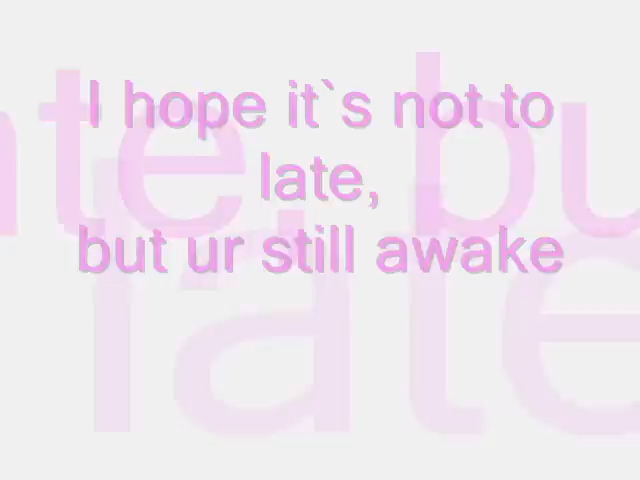 I hope it`s not to
late,
but ur still awake